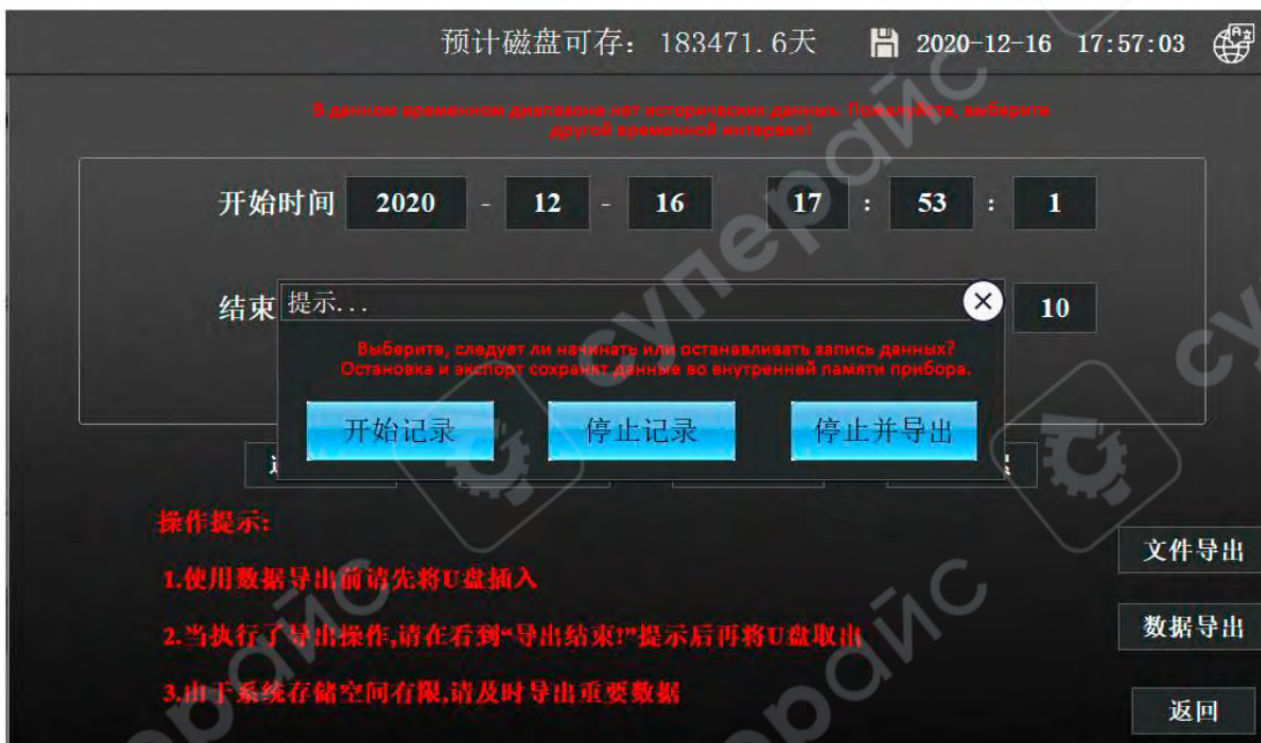 预计磁盘可存: 183471.6天 2020-12-16 17:57:03
В данном временном диапазоне нет исторических данных. Пожалуйста, выберите
другой временной интервал!
开始时间 2020 - 12 - 16 17 : 53 : 1
结束 10
提示...
Выберите, следует ли начинать или останавливать запись данных?
Остановка и экспорт сохранят данные во внутренней памяти прибора.
开始记录 停止记录 停止并导出
操作提示:
1.使用数据导出前请先将U盘插入
2.当执行了导出操作,请在看到“导出结束!”提示后再将U盘取出
3.由于系统存储空间有限,请及时导出重要数据
文件导出
数据导出
返回
суперайс